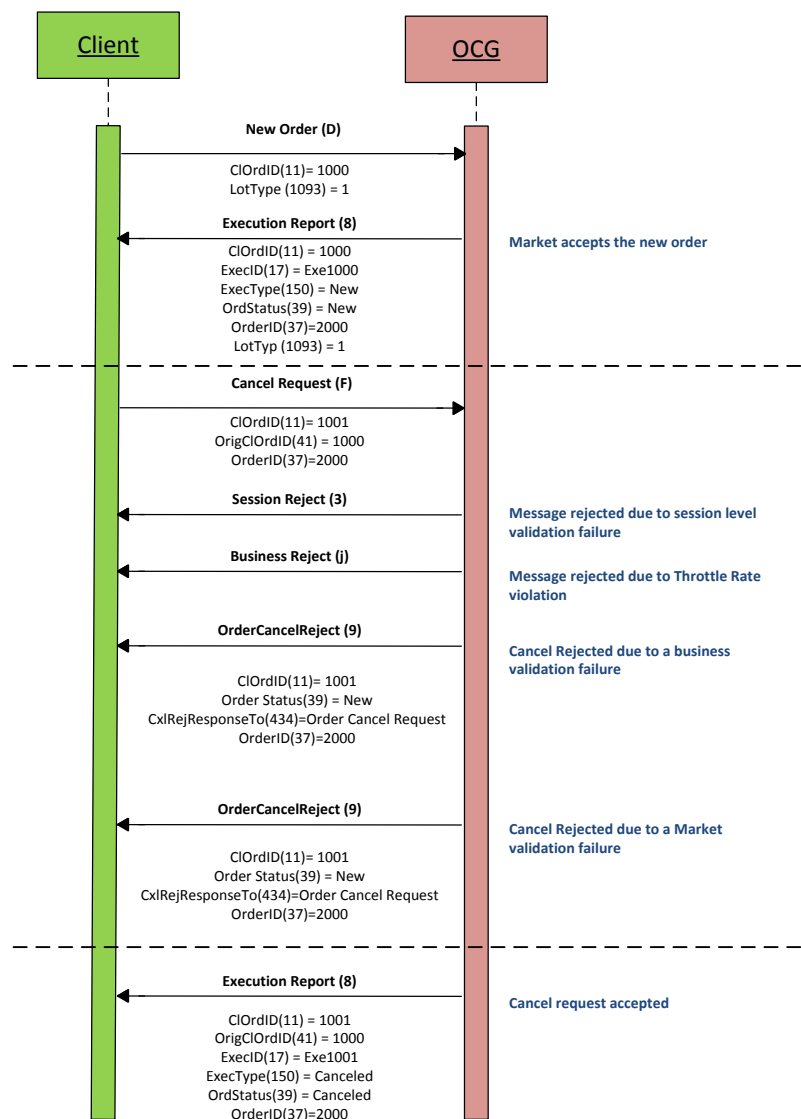 Client
OCG
New Order (D)
ClOrdID(11)= 1000
LotType (1093) = 1
Execution Report (8)
Market accepts the new order
ClOrdID(11) = 1000
ExecID(17) = Exe1000
ExecType(150) = New
OrdStatus(39) = New
OrderID(37)=2000
LotTyp (1093) = 1
Cancel Request (F)
ClOrdID(11)= 1001
OrigClOrdID(41) = 1000
OrderID(37)=2000
Session Reject (3)
Message rejected due to session level
validation failure
Business Reject (j)
Message rejected due to Throttle Rate
violation
OrderCancelReject (9)
Cancel Rejected due to a business
validation failure
ClOrdID(11)= 1001
Order Status(39) = New
CxlRejResponseTo(434)=Order Cancel Request
OrderID(37)=2000
OrderCancelReject (9)
Cancel Rejected due to a Market
validation failure
ClOrdID(11)= 1001
Order Status(39) = New
CxlRejResponseTo(434)=Order Cancel Request
OrderID(37)=2000
Execution Report (8)
Cancel request accepted
ClOrdID(11) = 1001
OrigClOrdID(41) = 1000
ExecID(17) = Exe1001
ExecType(150) = Canceled
OrdStatus(39) = Canceled
OrderID(37)=2000